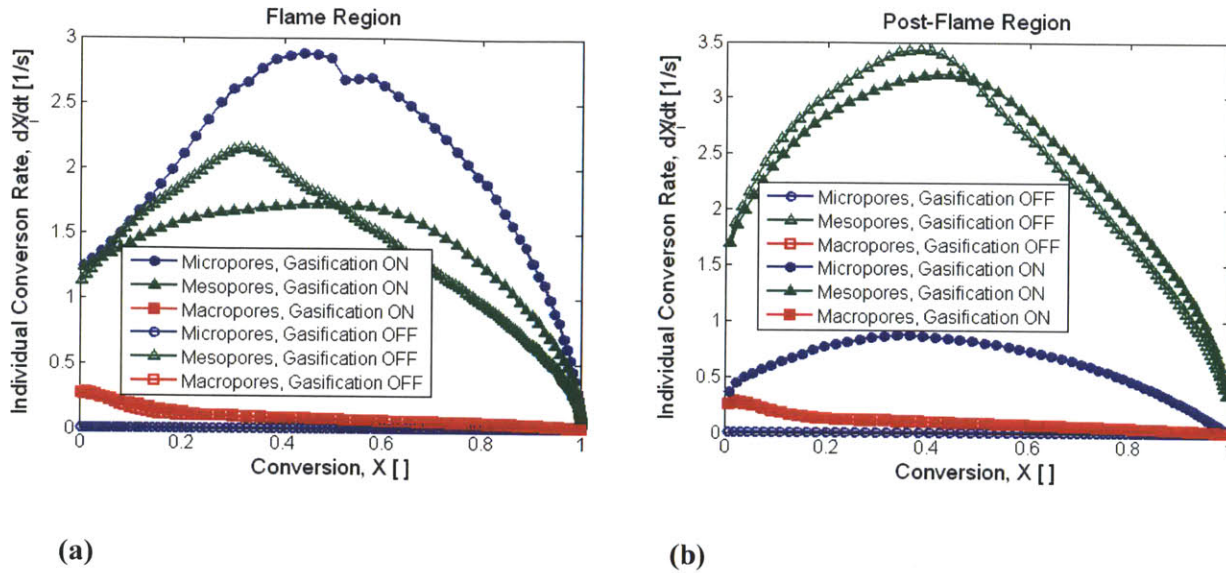 Flame Region
Individual Converson Rate, dX_i/dt [1/s]
3
2.5
2
1.5
1
0.5
0
Micropores, Gasification ON
Mesopores, Gasification ON
Macropores, Gasification ON
Micropores, Gasification OFF
Mesopores, Gasification OFF
Macropores, Gasification OFF
0 0.2 0.4 0.6 0.8 1
Conversion, X [ ]
(a)
Post-Flame Region
Individual Converson Rate, dX_i/dt [1/s]
3.5
3
2.5
2
1.5
1
0.5
0
Micropores, Gasification OFF
Mesopores, Gasification OFF
Macropores, Gasification OFF
Micropores, Gasification ON
Mesopores, Gasification ON
Macropores, Gasification ON
0 0.2 0.4 0.6 0.8
Conversion, X [ ]
(b)